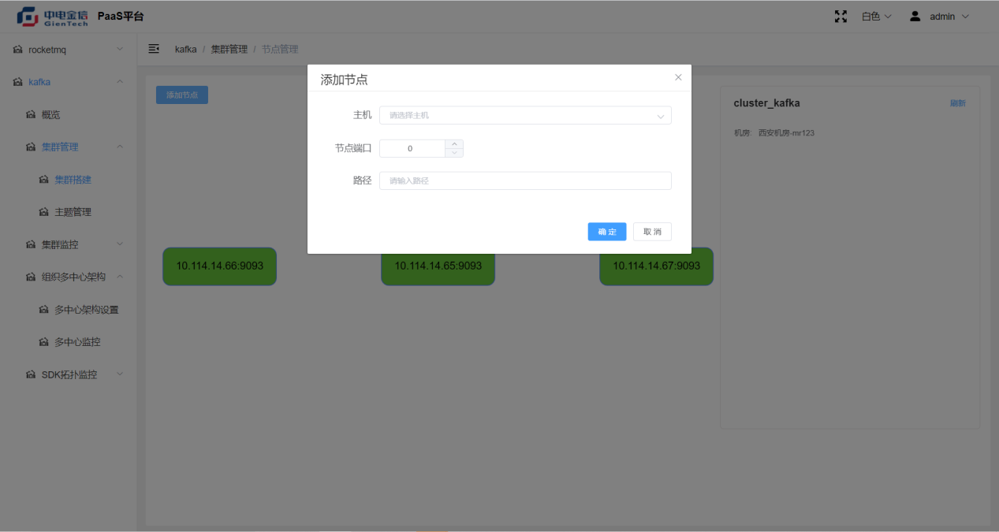 中电金信
GienTech
PaaS平台
白色
admin
rocketmq
kafka
概览
集群管理
集群搭建
主题管理
集群监控
组织多中心架构
多中心架构设置
多中心监控
SDK拓扑监控
kafka / 集群管理 / 节点管理
添加节点
添加节点
主机
请选择主机
节点端口
0
路径
请输入路径
确 定
取 消
10.114.14.66:9093
10.114.14.65:9093
10.114.14.67:9093
cluster_kafka
刷新
机房: 西安机房-mr123